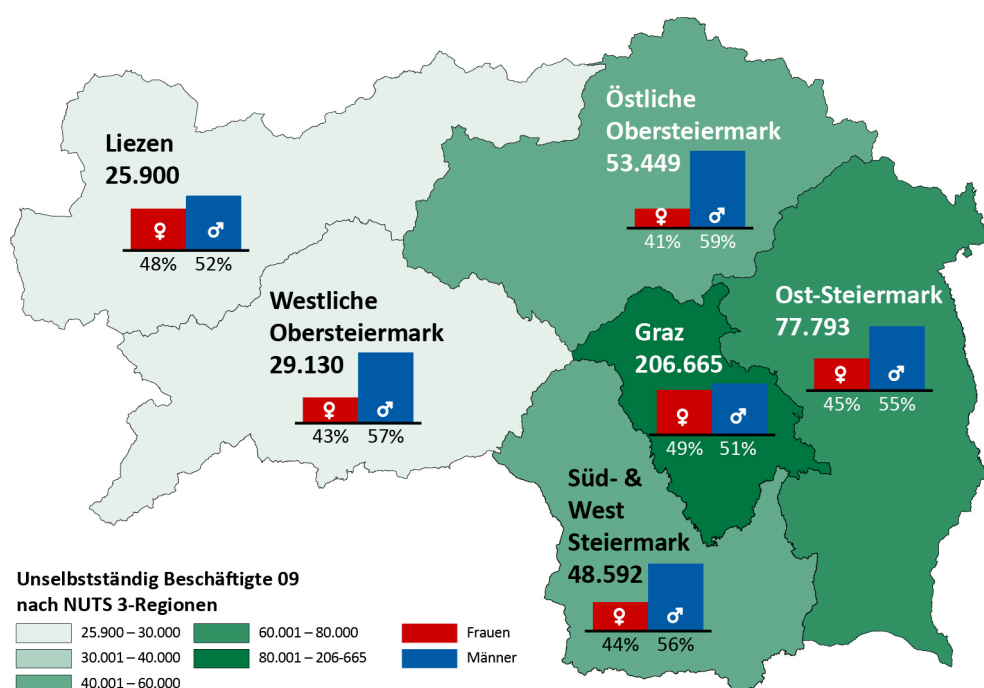 Östliche
Obersteiermark
53.449
♀ ♂
41% 59%
Liezen
25.900
♀ ♂
48% 52%
Westliche
Obersteiermark
29.130
♀ ♂
43% 57%
Ost-Steiermark
77.793
♀ ♂
45% 55%
Graz
206.665
♀ ♂
49% 51%
Süd- &
West
Steiermark
48.592
♀ ♂
44% 56%
Unselbstständig Beschäftigte 09
nach NUTS 3-Regionen
25.900 – 30.000
30.001 – 40.000
40.001 – 60.000
60.001 – 80.000
80.001 – 206-665
Frauen
Männer